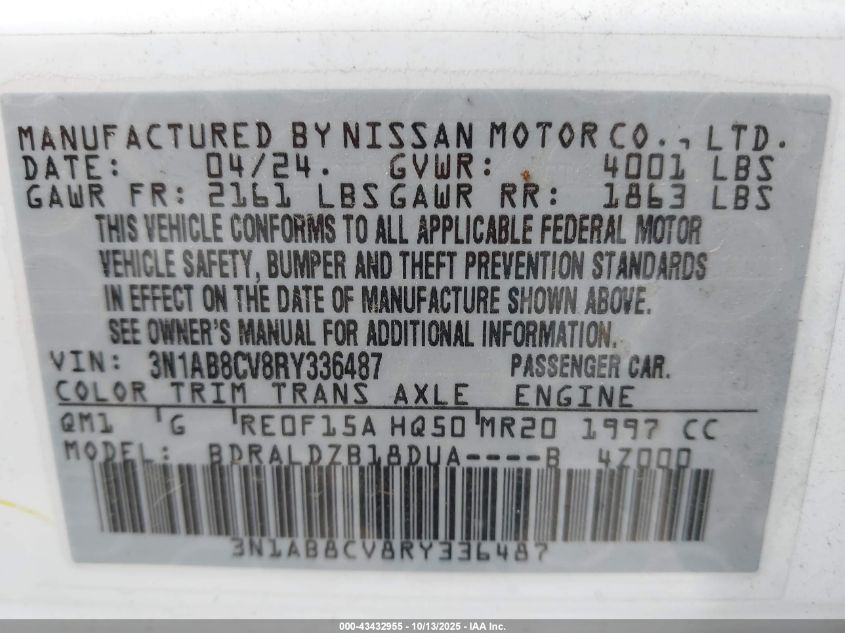 MANUFACTURED BY NISSAN MOTOR CO., LTD.
DATE: 04/24. GVWR: 4001 LBS
GAWR FR: 2161 LBS GAWR RR: 1863 LBS
THIS VEHICLE CONFORMS TO ALL APPLICABLE FEDERAL MOTOR
VEHICLE SAFETY, BUMPER AND THEFT PREVENTION STANDARDS
IN EFFECT ON THE DATE OF MANUFACTURE SHOWN ABOVE.
SEE OWNER'S MANUAL FOR ADDITIONAL INFORMATION.
VIN: 3N1AB8CV8RY336487 PASSENGER CAR.
COLOR TRIM TRANS AXLE ENGINE
QM1 G RE0F15A HQ50 MR20 1997 CC
MODEL: BDRALDZB18DUA----B 4Z000
3N1AB8CV8RY336487
000-43432955 - 10/13/2025 - IAA Inc.